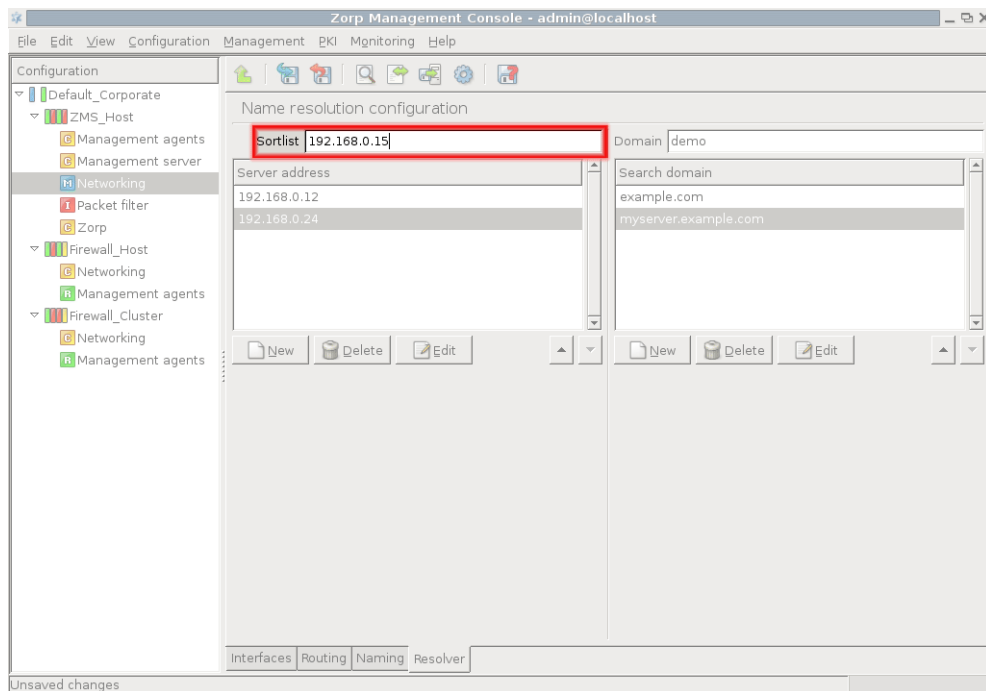 Zorp Management Console - admin@localhost
File Edit View Configuration Management PKI Monitoring Help
Configuration
Default_Corporate
ZMS_Host
Management agents
Management server
Networking
Packet filter
Zorp
Firewall_Host
Networking
Management agents
Firewall_Cluster
Networking
Management agents
Name resolution configuration
Sortlist 192.168.0.15
Server address
192.168.0.12
192.168.0.24
New Delete Edit
Domain demo
Search domain
example.com
myserver.example.com
New Delete Edit
Interfaces Routing Naming Resolver
Unsaved changes